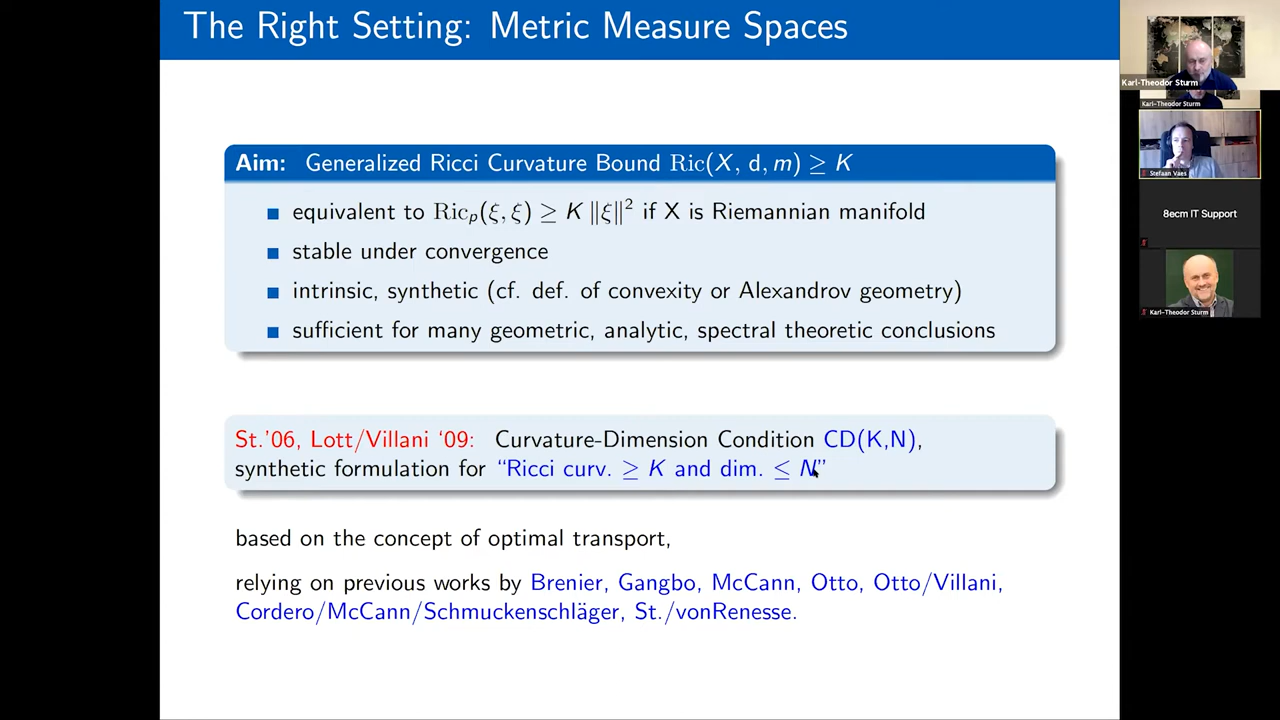 The Right Setting: Metric Measure Spaces
Aim: Generalized Ricci Curvature Bound Ric(X, d, m) ≥ K
equivalent to Ricₚ(ξ, ξ) ≥ K ‖ξ‖² if X is Riemannian manifold
stable under convergence
intrinsic, synthetic (cf. def. of convexity or Alexandrov geometry)
sufficient for many geometric, analytic, spectral theoretic conclusions
St.'06, Lott/Villani ‘09: Curvature-Dimension Condition CD(K,N),
synthetic formulation for “Ricci curv. ≥ K and dim. ≤ N”
based on the concept of optimal transport,
relying on previous works by Brenier, Gangbo, McCann, Otto, Otto/Villani,
Cordero/McCann/Schmuckenschläger, St./vonRenesse.
Karl-Theodor Sturm
Karl-Theodor Sturm
Stefaan Vaes
8ecm IT Support
Karl-Theodor Sturm